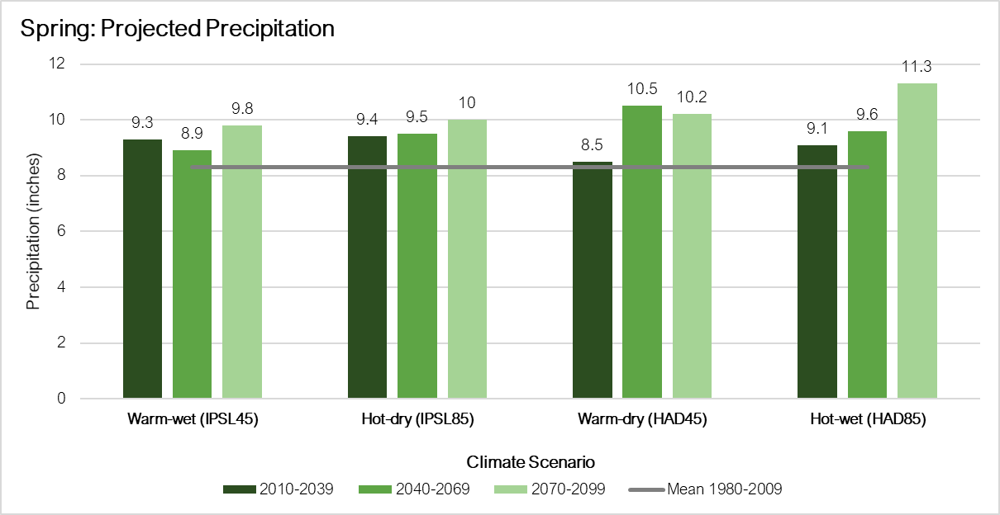 Spring: Projected Precipitation
Precipitation (inches)
12
10
8
6
4
2
0
9.3
8.9
9.8
9.4
9.5
10
8.5
10.5
10.2
9.1
9.6
11.3
Warm-wet (IPSL45)
Hot-dry (IPSL85)
Warm-dry (HAD45)
Hot-wet (HAD85)
Climate Scenario
2010-2039
2040-2069
2070-2099
Mean 1980-2009